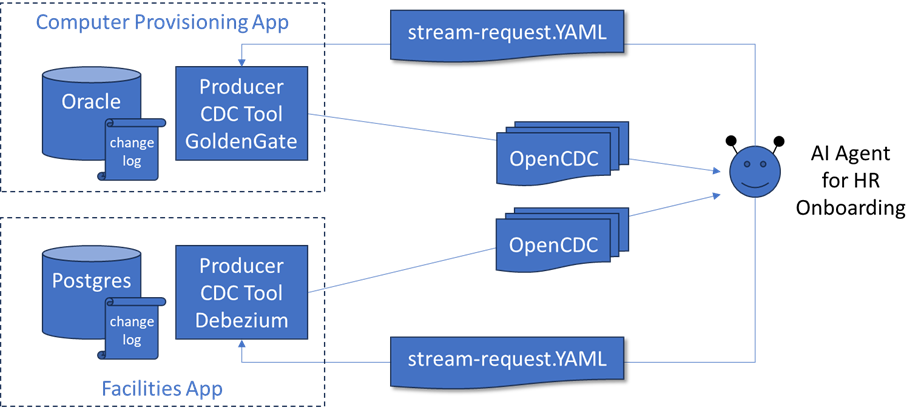 Computer Provisioning App
stream-request.YAML
Oracle
change
log
Producer
CDC Tool
GoldenGate
OpenCDC
AI Agent
for HR
Onboarding
OpenCDC
Postgres
change
log
Producer
CDC Tool
Debezium
stream-request.YAML
Facilities App